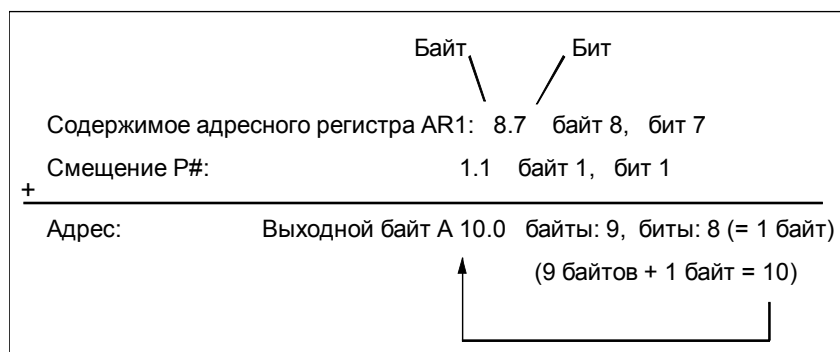 Байт Бит
Содержимое адресного регистра AR1: 8.7 байт 8, бит 7
Смещение P#: 1.1 байт 1, бит 1
+
Адрес: Выходной байт A 10.0 байты: 9, биты: 8 (= 1 байт)
(9 байтов + 1 байт = 10)